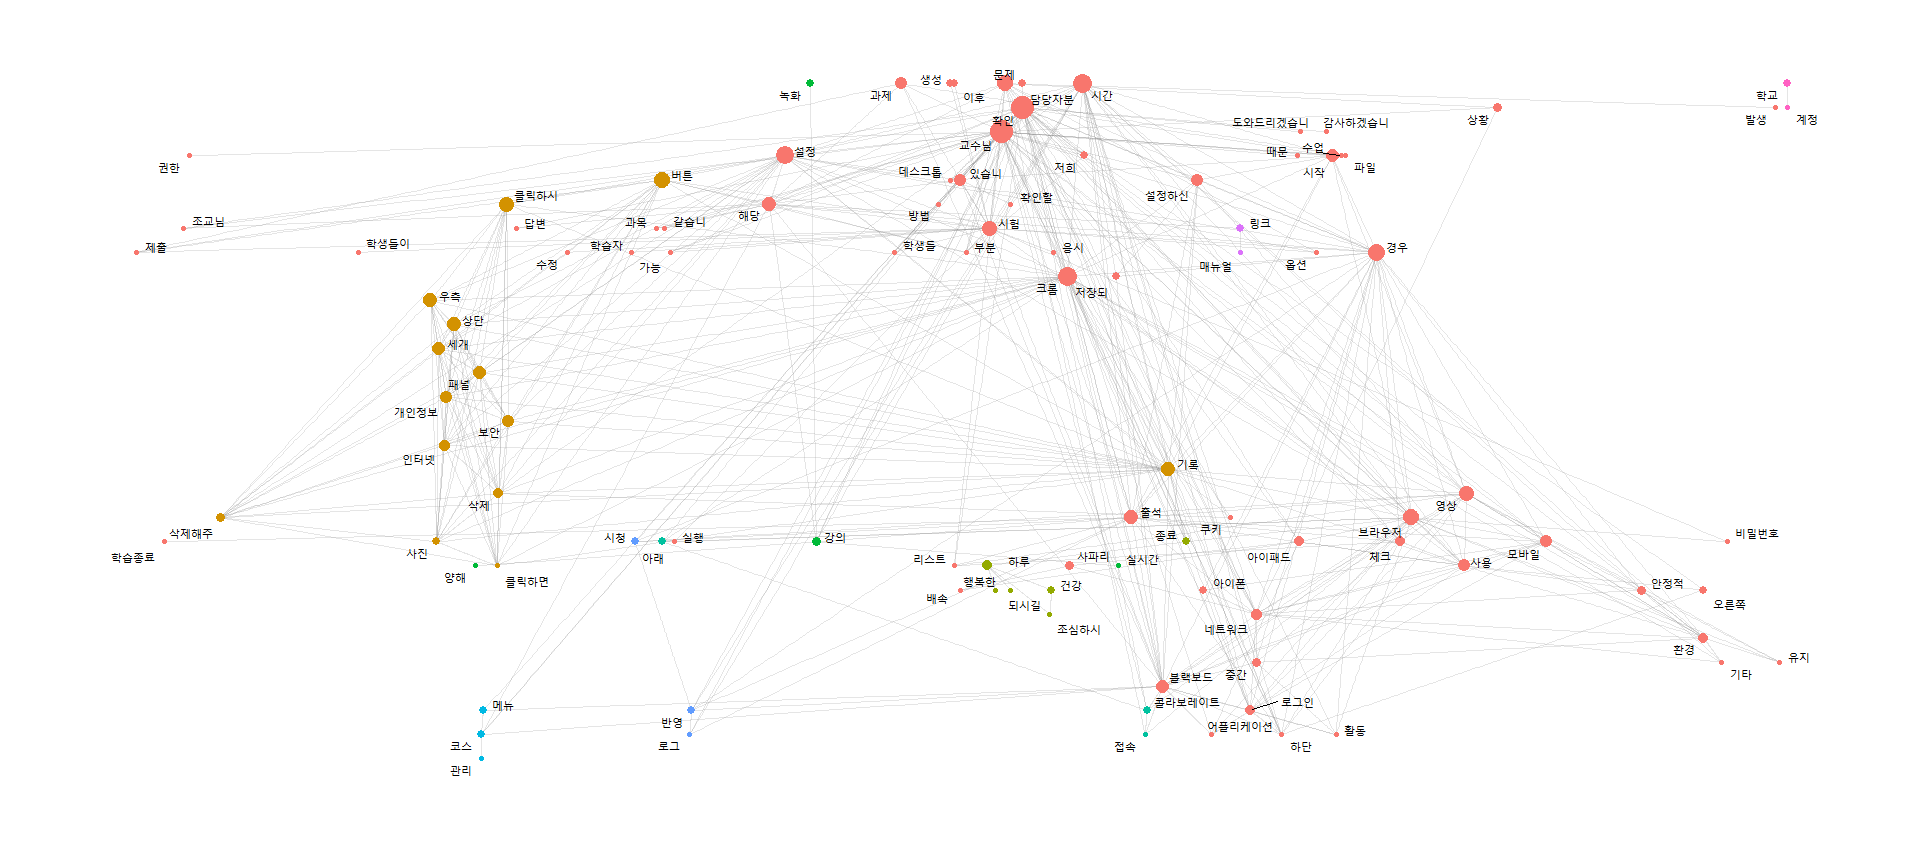 녹화
과제
생성
이후
문제
담당자분
시간
확인
교수님
상황
학교
발생
계정
도와드리겠습니
감사하겠습니
때문
수업
시작
파일
저희
권한
설정
버튼
클릭하시
데스크톱
있습니
설정하신
방법
확인할
조교님
답변
과목
같습니
해당
시험
링크
제출
학생들이
수정
학습자
가능
학생들
부분
응시
매뉴얼
옵션
경우
크롬
저장되
우측
상단
세개
패널
개인정보
보안
인터넷
기록
삭제
삭제해주
학습종료
사진
양해
클릭하면
시청
아래
실행
강의
출석
쿠키
종료
영상
브라우저
체크
모바일
비밀번호
리스트
하루
사파리
실시간
아이패드
사용
행복한
배속
건강
되시길
조심하시
아이폰
네트워크
안정적
오른쪽
환경
기타
유지
중간
블랙보드
콜라보레이트
로그인
어플리케이션
접속
하단
활동
메뉴
코스
관리
반영
로그